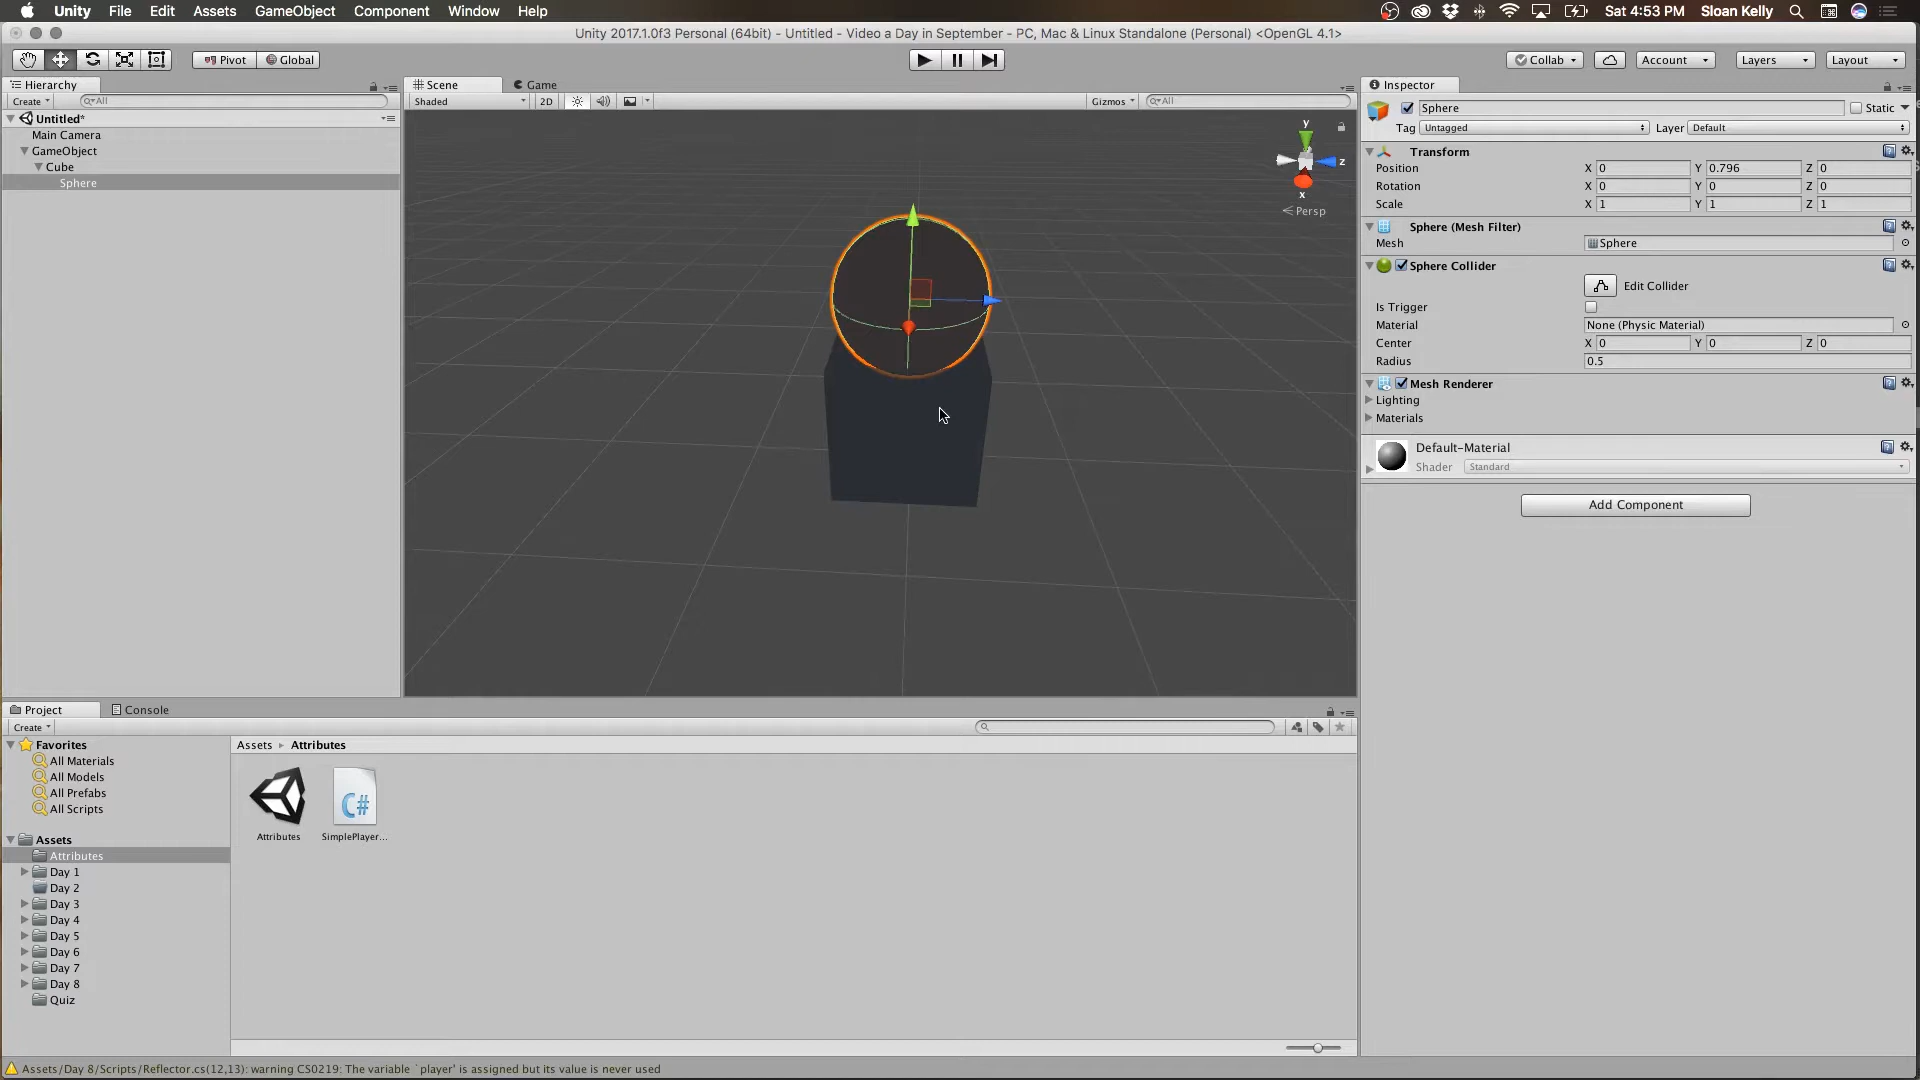 Unity File Edit Assets GameObject Component Window Help Sat 4:53 PM Sloan Kelly
Unity 2017.1.0f3 Personal (64bit) - Untitled - Video a Day in September - PC, Mac & Linux Standalone (Personal) <OpenGL 4.1>
Pivot Global Collab Account Layers Layout
Hierarchy
Create All
Untitled*
Main Camera
GameObject
Cube
Sphere
Scene Game
Shaded 2D Gizmos All
y
z
x
Persp
Inspector
Sphere Static
Tag Untagged Layer Default
Transform
Position X 0 Y 0.796 Z 0
Rotation X 0 Y 0 Z 0
Scale X 1 Y 1 Z 1
Sphere (Mesh Filter)
Mesh Sphere
Sphere Collider
Edit Collider
Is Trigger
Material None (Physic Material)
Center X 0 Y 0 Z 0
Radius 0.5
Mesh Renderer
Lighting
Materials
Default-Material
Shader Standard
Add Component
Project Console
Create
Favorites
All Materials
All Models
All Prefabs
All Scripts
Assets
Attributes
Day 1
Day 2
Day 3
Day 4
Day 5
Day 6
Day 7
Day 8
Quiz
Assets Attributes
Attributes SimplePlayer...
C#
Assets/Day 8/Scripts/Reflector.cs(12,13): warning CS0219: The variable `player' is assigned but its value is never used